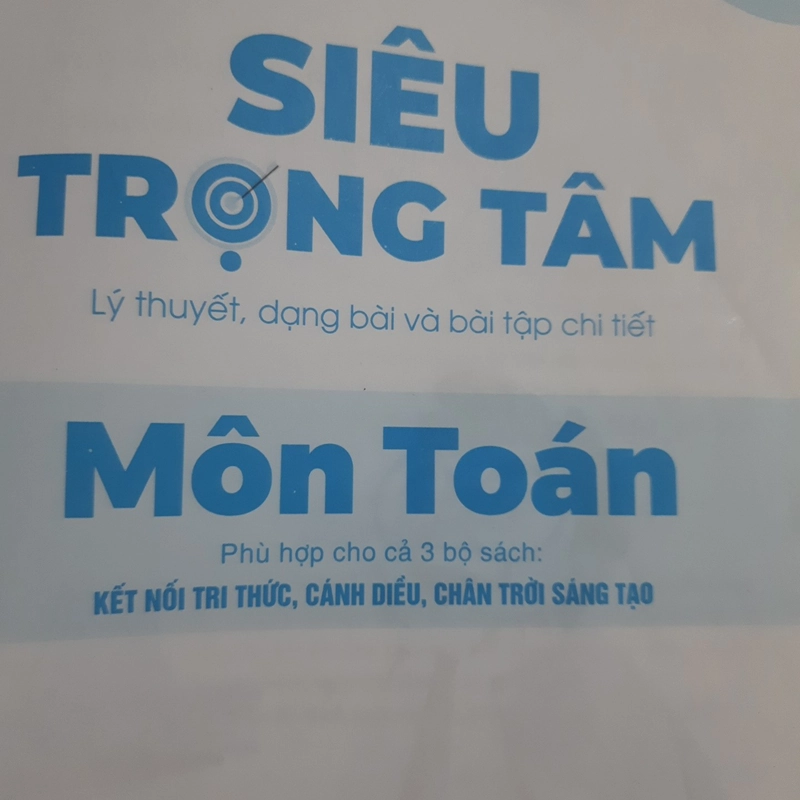 SIÊU
TRỌNG TÂM
Lý thuyết, dạng bài và bài tập chi tiết
Môn Toán
Phù hợp cho cả 3 bộ sách:
KẾT NỐI TRI THỨC, CÁNH DIỀU, CHÂN TRỜI SÁNG TẠO